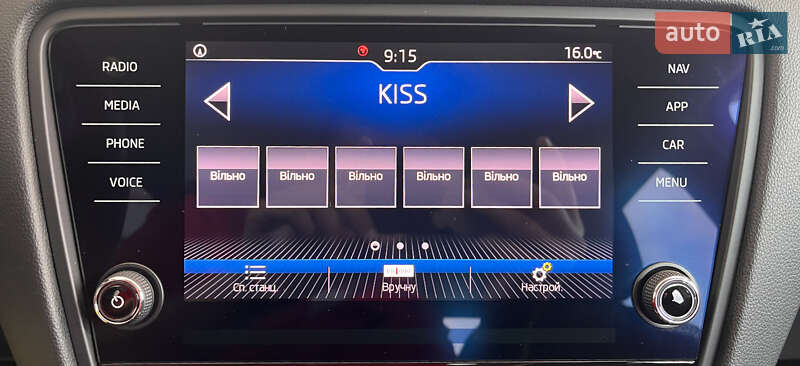 auto RIA
.com
9:15
16.0°C
RADIO
NAV
KISS
MEDIA
APP
PHONE
CAR
VOICE
MENU
Вільно Вільно Вільно Вільно Вільно Вільно
Сп. станц. Вручну Настрой.